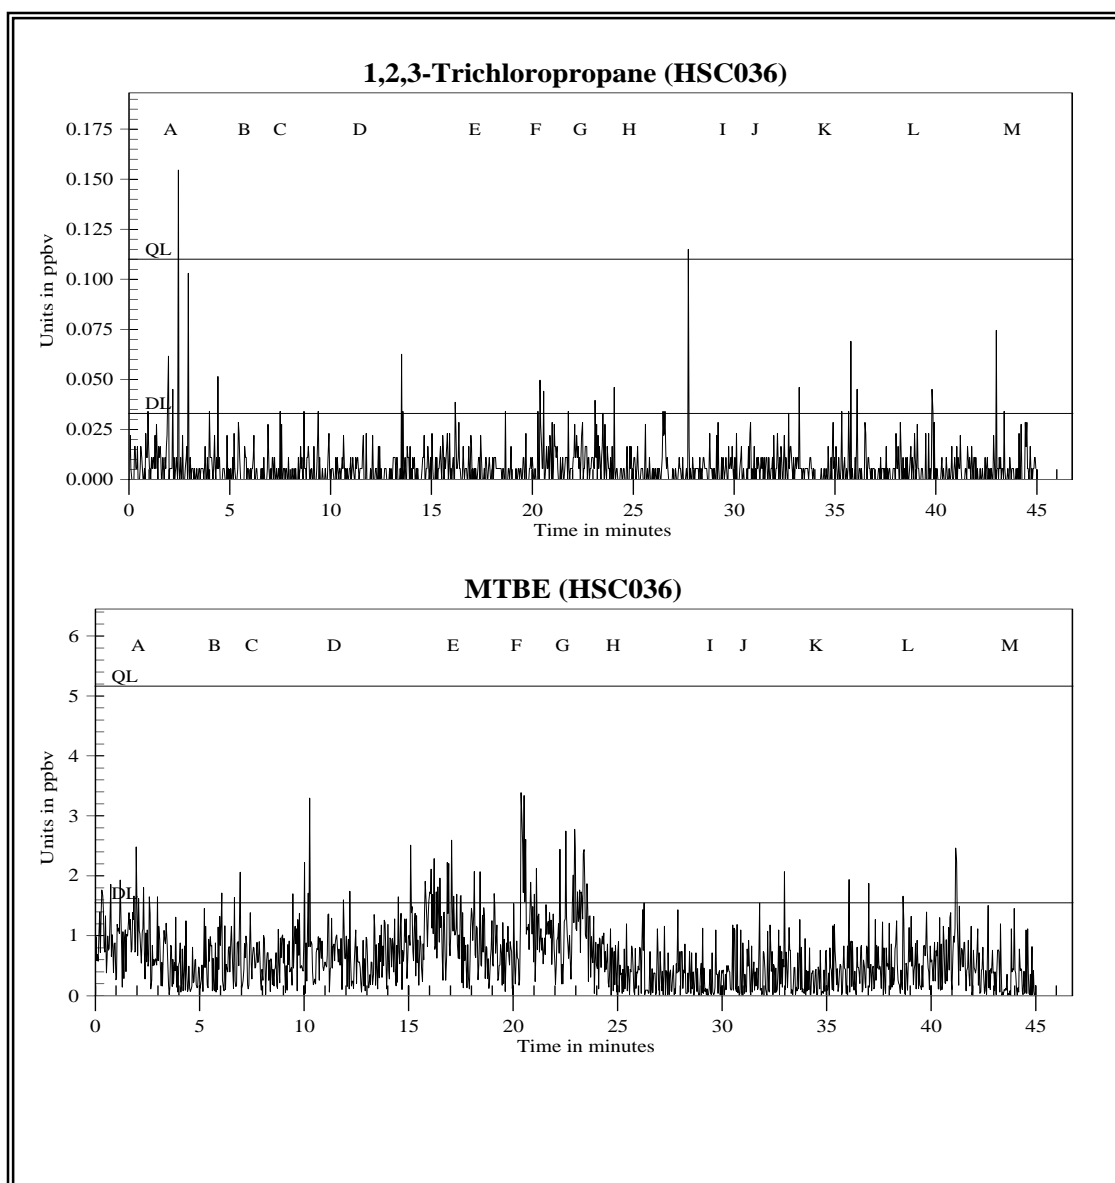 1,2,3-Trichloropropane (HSC036)
A B C D E F G H I J K L M
0.175
0.150
0.125
QL
0.100
0.075
0.050
DL
0.025
0.000
Units in ppbv
0 5 10 15 20 25 30 35 40 45
Time in minutes
MTBE (HSC036)
A B C D E F G H I J K L M
6
QL
5
4
3
2
DL
1
0
Units in ppbv
0 5 10 15 20 25 30 35 40 45
Time in minutes